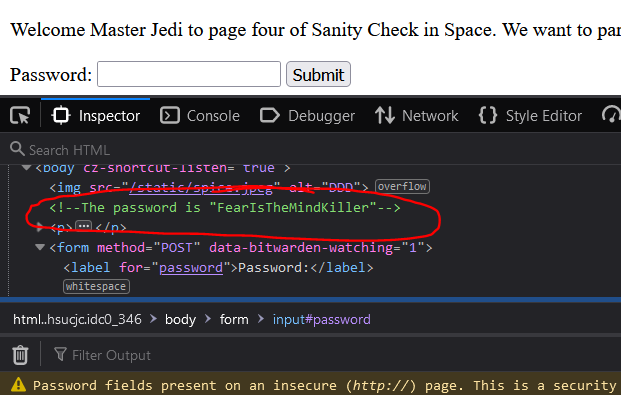 Welcome Master Jedi to page four of Sanity Check in Space. We want to par
Password: Submit
Inspector Console Debugger Network {} Style Editor
Search HTML
<body cz-shortcut-listen="true">
<img src="/static/spice.jpeg" alt="DDD"> overflow
<!--The password is "FearIsTheMindKiller"-->
<p>⋯</p>
<form method="POST" data-bitwarden-watching="1">
<label for="password">Password:</label>
whitespace
html..hsucjc.idc0_346 > body > form > input#password
Filter Output
Password fields present on an insecure (http://) page. This is a security